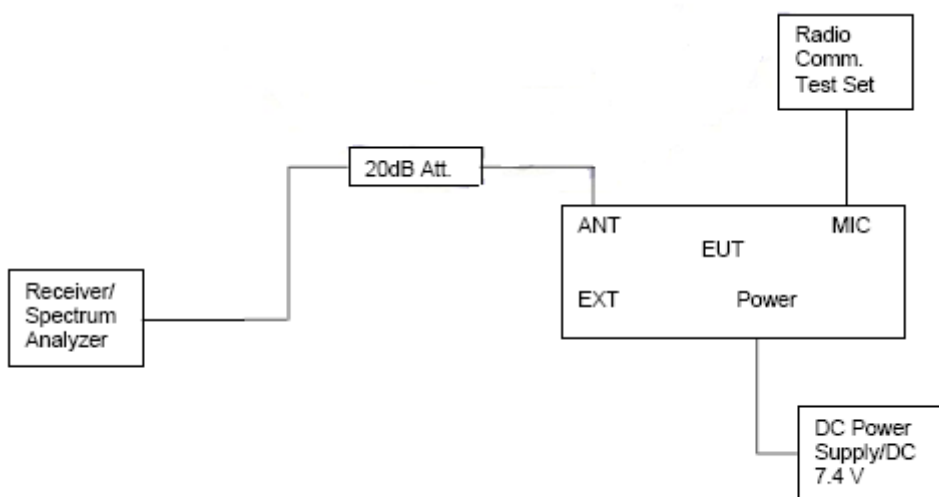 Radio
Comm.
Test Set
20dB Att.
ANT
MIC
EUT
EXT
Power
Receiver/
Spectrum
Analyzer
DC Power
Supply/DC
7.4 V